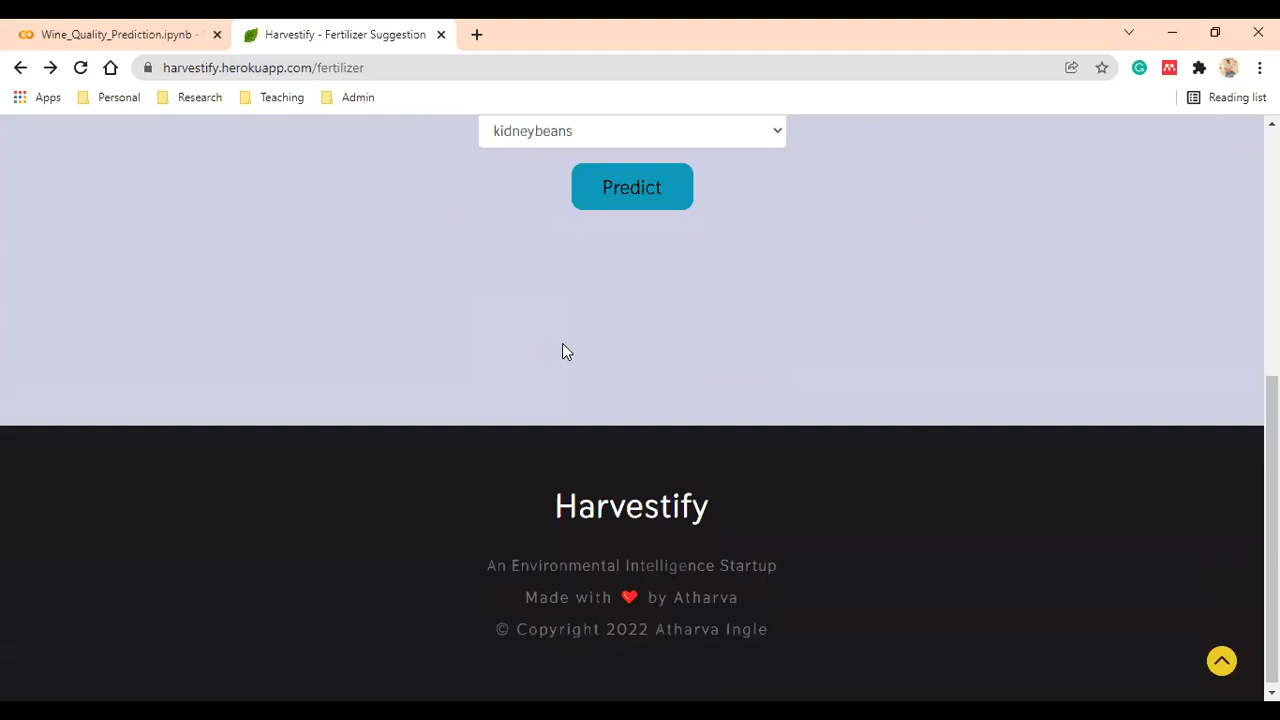 Wine_Quality_Prediction.ipynb -
Harvestify - Fertilizer Suggestion
harvestify.herokuapp.com/fertilizer
Apps Personal Research Teaching Admin Reading list
kidneybeans
Predict
Harvestify
An Environmental Intelligence Startup
Made with ❤️ by Atharva
© Copyright 2022 Atharva Ingle